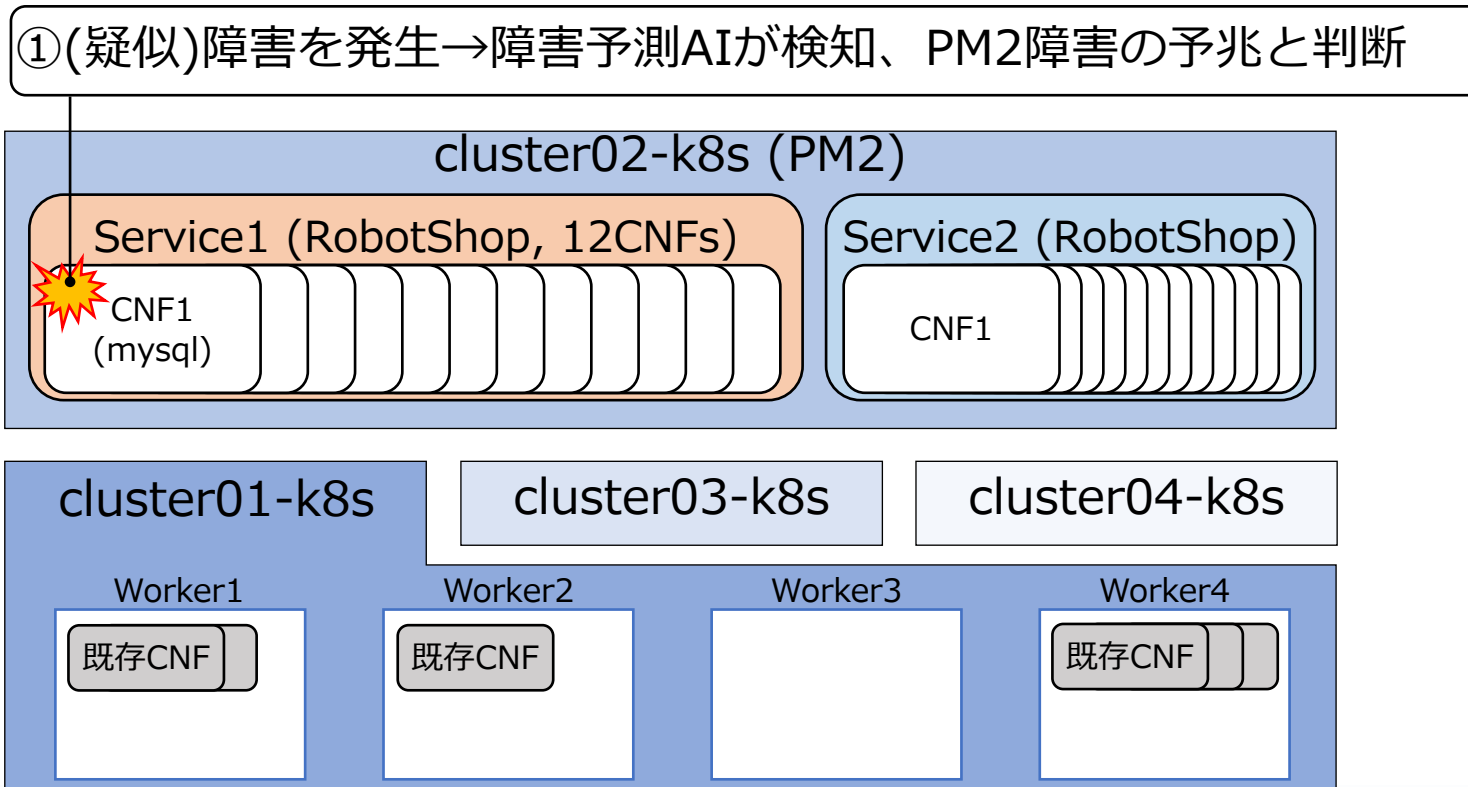 ①(疑似)障害を発生→障害予測AIが検知、PM2障害の予兆と判断
cluster02-k8s (PM2)
Service1 (RobotShop, 12CNFs)
CNF1
(mysql)
Service2 (RobotShop)
CNF1
cluster01-k8s
cluster03-k8s
cluster04-k8s
Worker1
既存CNF
Worker2
既存CNF
Worker3
Worker4
既存CNF